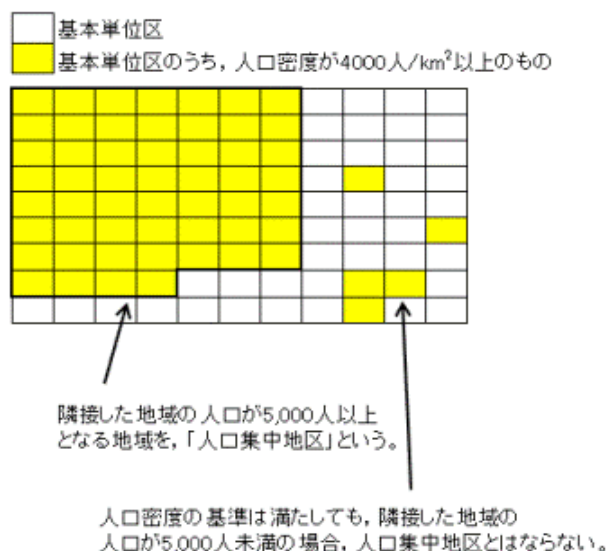 基本単位区
基本単位区のうち，人口密度が4000人/km²以上のもの
隣接した地域の人口が5,000人以上
となる地域を，「人口集中地区」という。
人口密度の基準は満たしても，隣接した地域の
人口が5,000人未満の場合，人口集中地区とはならない。